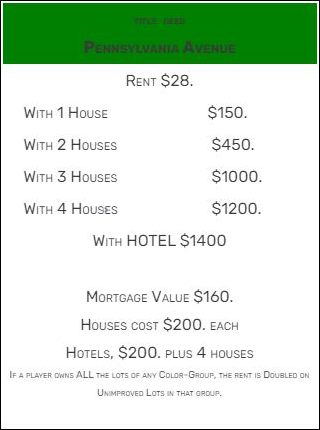 Title Deed
Pennsylvania Avenue
Rent $28.
With 1 House $150.
With 2 Houses $450.
With 3 Houses $1000.
With 4 Houses $1200.
With HOTEL $1400
Mortgage Value $160.
Houses cost $200. each
Hotels, $200. plus 4 houses
If a player owns ALL the lots of any Color-Group, the rent is Doubled on
Unimproved Lots in that group.